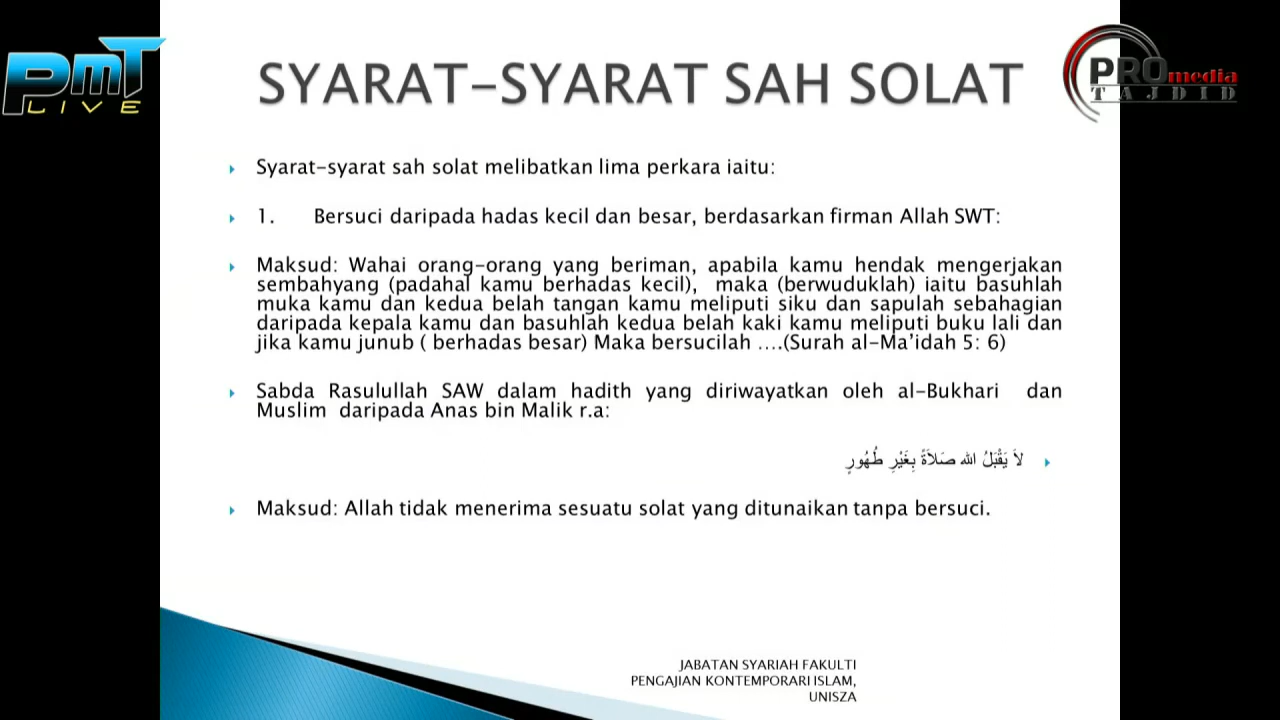 PMT
LIVE
PROmedia
TAJDID
SYARAT-SYARAT SAH SOLAT
Syarat-syarat sah solat melibatkan lima perkara iaitu:
1. Bersuci daripada hadas kecil dan besar, berdasarkan firman Allah SWT:
Maksud: Wahai orang-orang yang beriman, apabila kamu hendak mengerjakan
sembahyang (padahal kamu berhadas kecil), maka (berwuduklah) iaitu basuhlah
muka kamu dan kedua belah tangan kamu meliputi siku dan sapulah sebahagian
daripada kepala kamu dan basuhlah kedua belah kaki kamu meliputi buku lali dan
jika kamu junub ( berhadas besar) Maka bersucilah ….(Surah al-Ma’idah 5: 6)
Sabda Rasulullah SAW dalam hadith yang diriwayatkan oleh al-Bukhari dan
Muslim daripada Anas bin Malik r.a:
لاَ يَقْبَلُ الله صَلاَةً بِغَيْرِ طُهُورٍ
Maksud: Allah tidak menerima sesuatu solat yang ditunaikan tanpa bersuci.
JABATAN SYARIAH FAKULTI
PENGAJIAN KONTEMPORARI ISLAM,
UNISZA